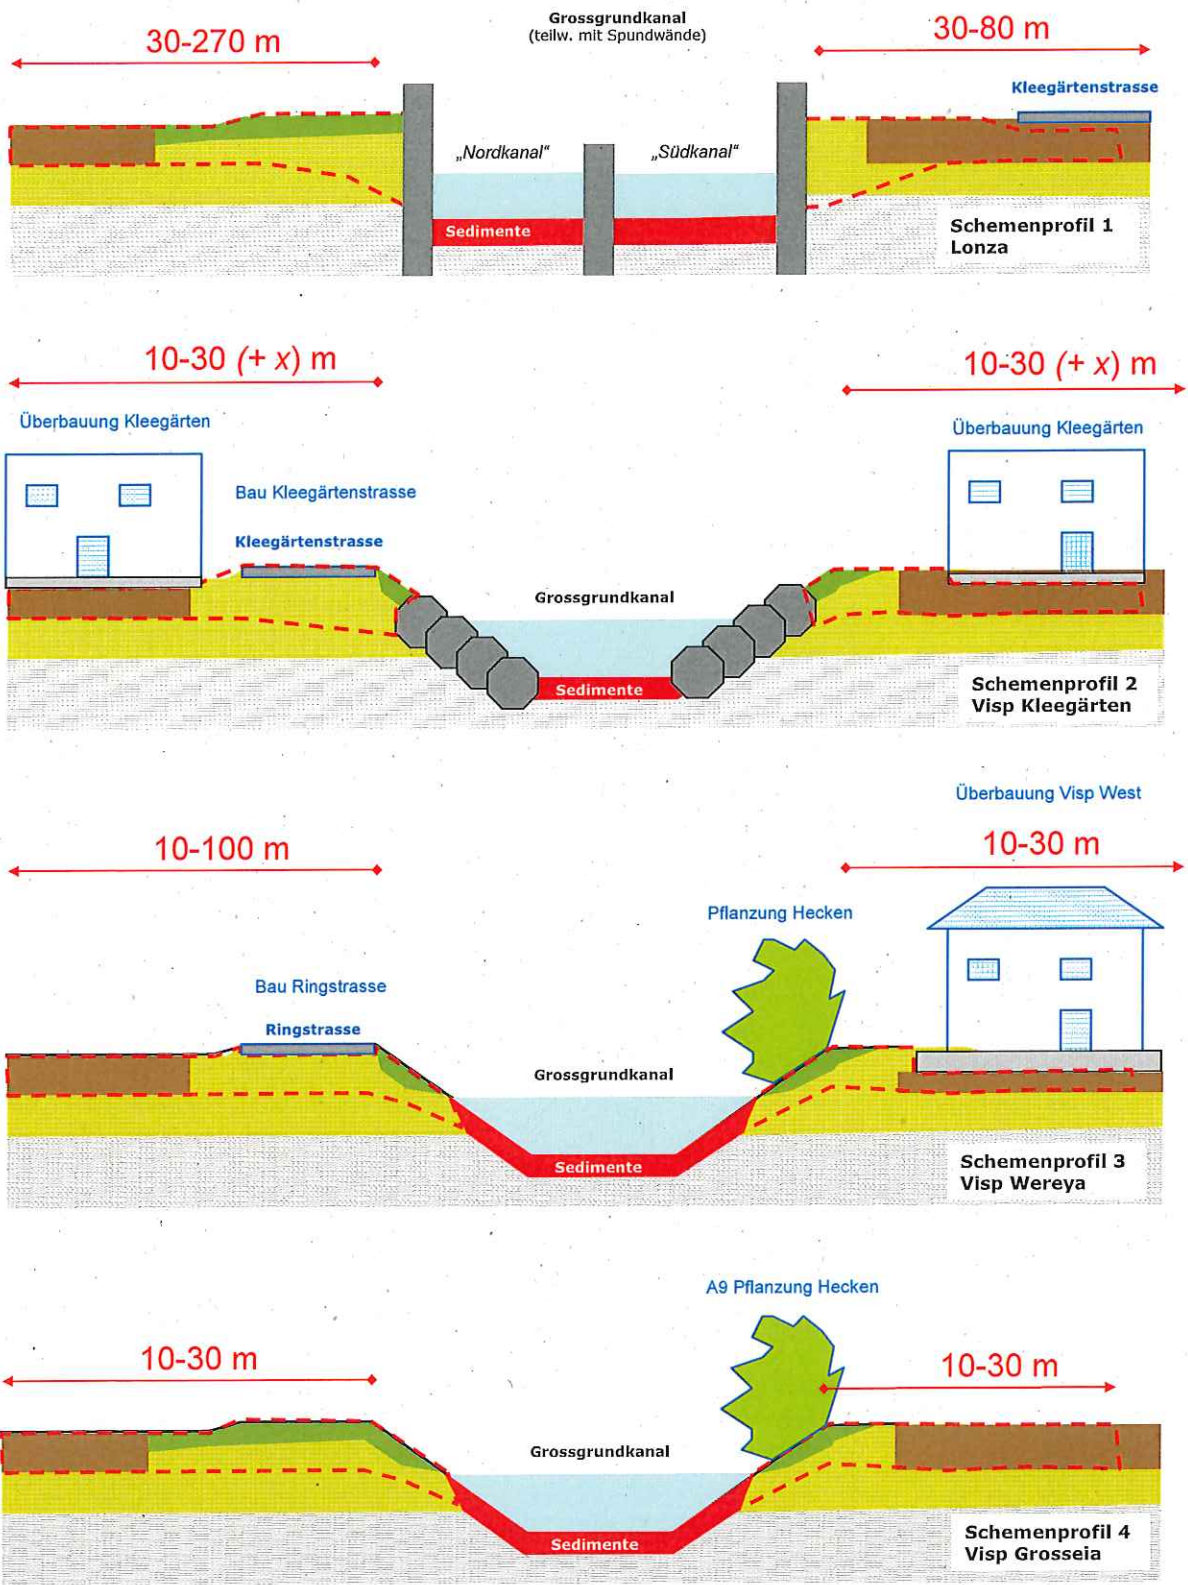 Grossgrundkanal
(teilw. mit Spundwände)
30-270 m
30-80 m
Kleegärtenstrasse
„Nordkanal“
„Südkanal“
Sedimente
Schemenprofil 1
Lonza
10-30 (+ x) m
10-30 (+ x) m
Überbauung Kleegärten
Überbauung Kleegärten
Bau Kleegärtenstrasse
Kleegärtenstrasse
Grossgrundkanal
Sedimente
Schemenprofil 2
Visp Kleegärten
Überbauung Visp West
10-100 m
10-30 m
Pflanzung Hecken
Bau Ringstrasse
Ringstrasse
Grossgrundkanal
Sedimente
Schemenprofil 3
Visp Wereya
A9 Pflanzung Hecken
10-30 m
10-30 m
Grossgrundkanal
Sedimente
Schemenprofil 4
Visp Grosseia